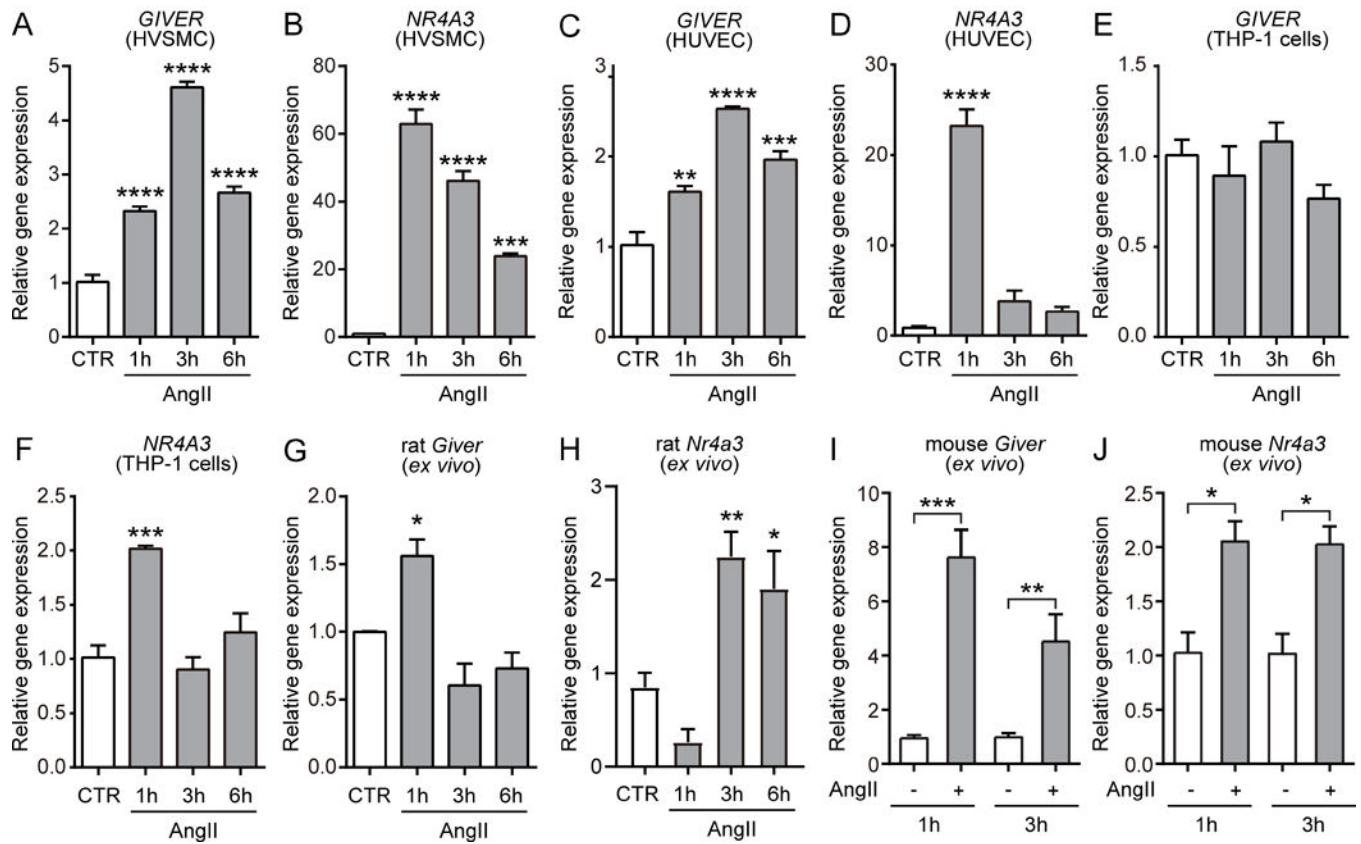 A
GIVER
(HVSMC)
Relative gene expression
5
4
3
2
1
0
****
****
****
CTR 1h 3h 6h
AngII
B
NR4A3
(HVSMC)
Relative gene expression
80
60
40
20
0
****
****
***
CTR 1h 3h 6h
AngII
C
GIVER
(HUVEC)
Relative gene expression
3
2
1
0
**
****
***
CTR 1h 3h 6h
AngII
D
NR4A3
(HUVEC)
Relative gene expression
30
20
10
0
****
CTR 1h 3h 6h
AngII
E
GIVER
(THP-1 cells)
Relative gene expression
1.5
1.0
0.5
0.0
CTR 1h 3h 6h
AngII
F
NR4A3
(THP-1 cells)
Relative gene expression
2.5
2.0
1.5
1.0
0.5
0.0
***
CTR 1h 3h 6h
AngII
G
rat Giver
(ex vivo)
Relative gene expression
2.0
1.5
1.0
0.5
0.0
*
CTR 1h 3h 6h
AngII
H
rat Nr4a3
(ex vivo)
Relative gene expression
3
2
1
0
**
*
CTR 1h 3h 6h
AngII
I
mouse Giver
(ex vivo)
Relative gene expression
10
8
6
4
2
0
***
**
AngII - + - +
1h 3h
J
mouse Nr4a3
(ex vivo)
Relative gene expression
2.5
2.0
1.5
1.0
0.5
0.0
*
*
AngII - + - +
1h 3h